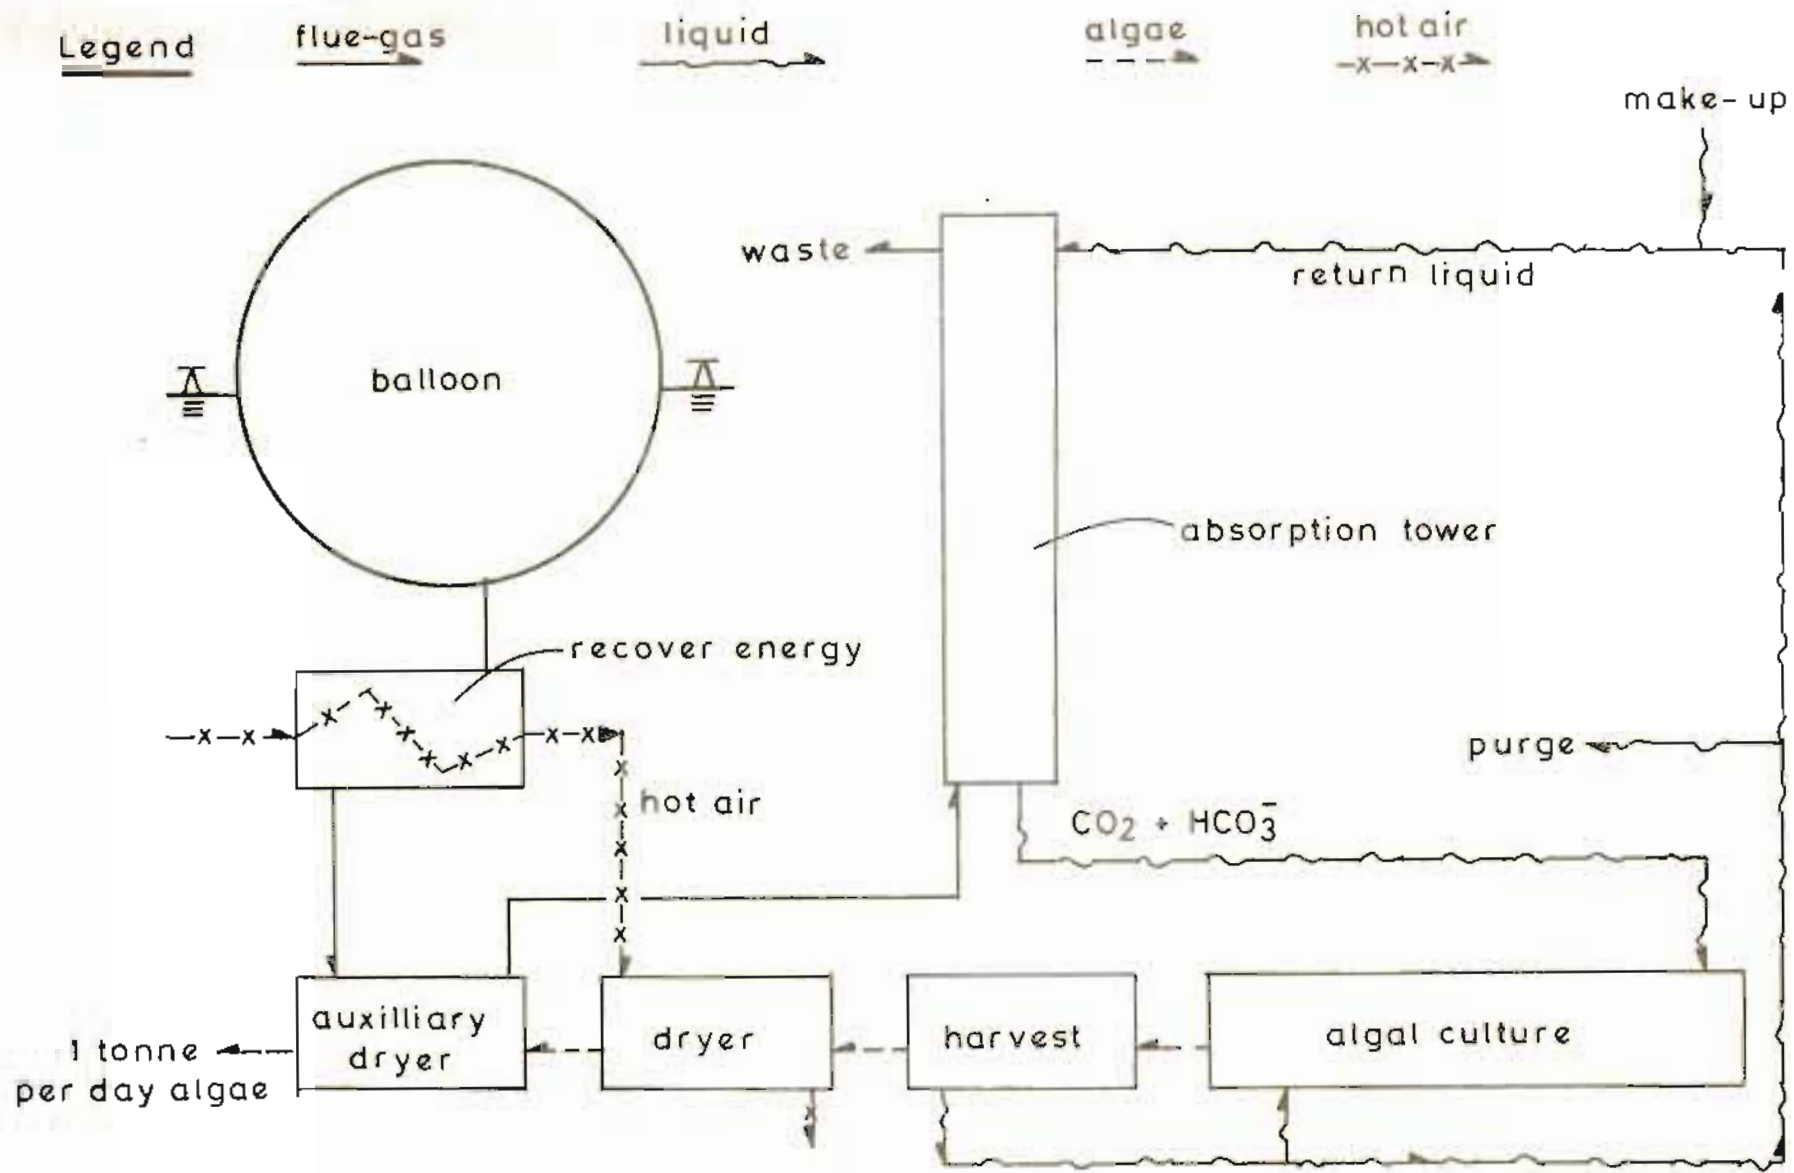 Legend
flue-gas
liquid
algae
hot air
make-up
waste
return liquid
balloon
absorption tower
recover energy
purge
hot air
CO₂ + HCO₃⁻
auxilliary
dryer
dryer
harvest
algal culture
1 tonne
per day algae